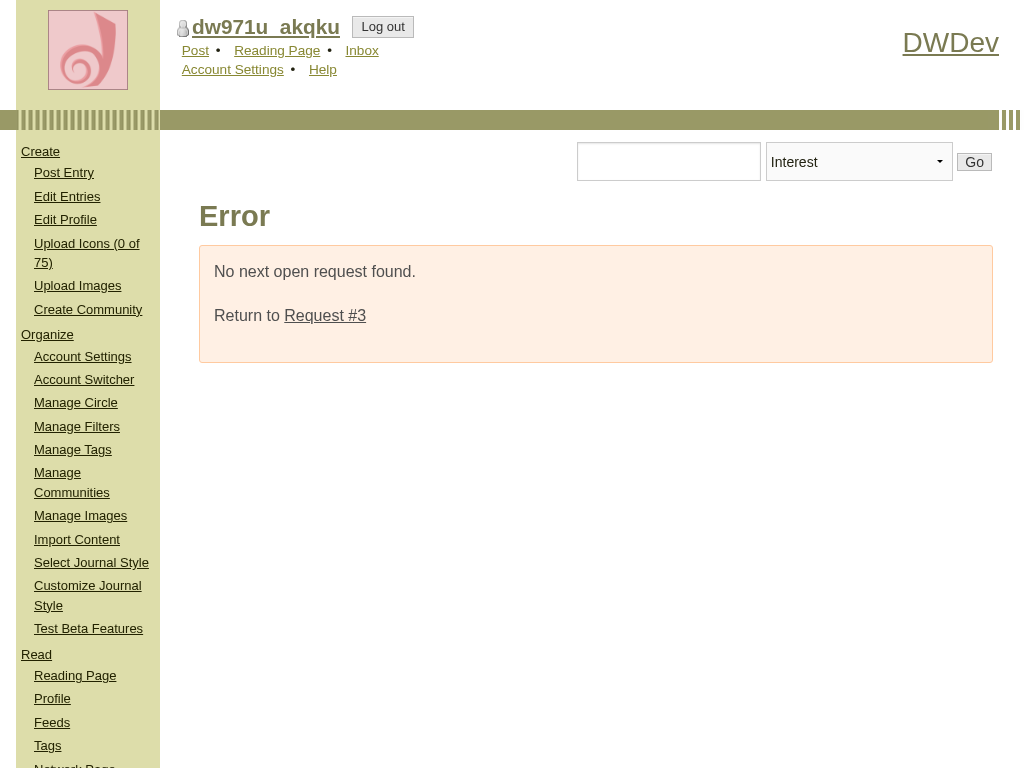 dw971u_akqku Log out
Post • Reading Page • Inbox
Account Settings • Help
DWDev
Create
Post Entry
Edit Entries
Edit Profile
Upload Icons (0 of
75)
Upload Images
Create Community
Organize
Account Settings
Account Switcher
Manage Circle
Manage Filters
Manage Tags
Manage
Communities
Manage Images
Import Content
Select Journal Style
Customize Journal
Style
Test Beta Features
Read
Reading Page
Profile
Feeds
Tags
Network Page
Interest Go
Error
No next open request found.
Return to Request #3